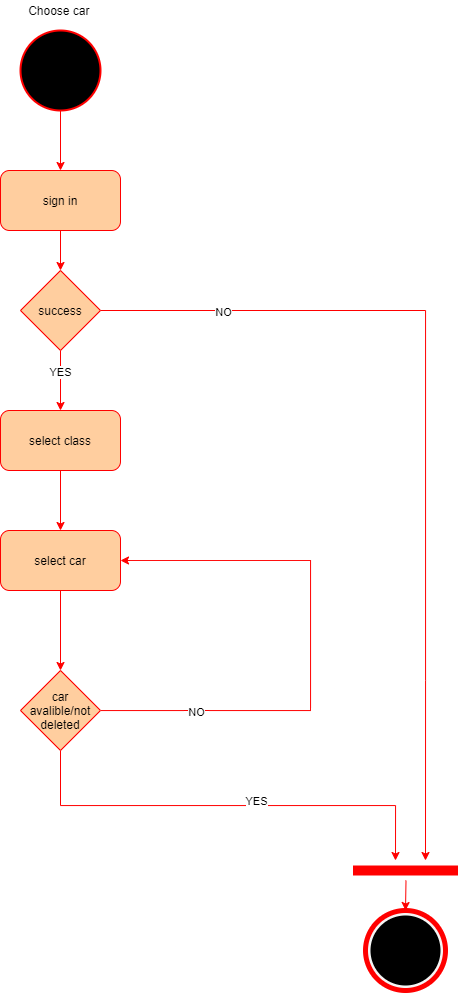 Choose car
sign in
success
NO
YES
select class
select car
car
avalible/not
deleted
NO
YES